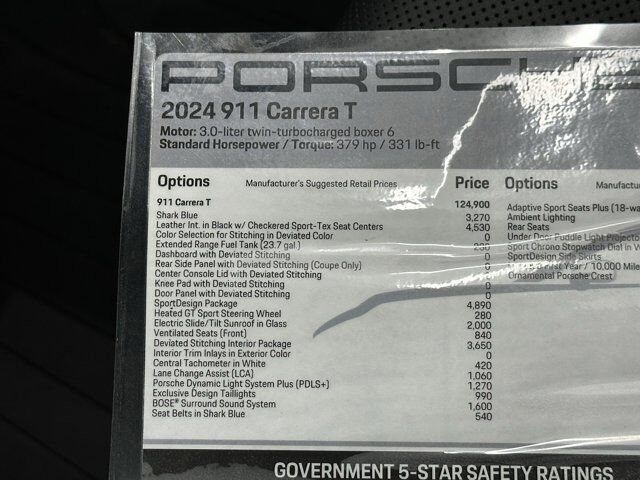 PORSCHE
2024 911 Carrera T
Motor: 3.0-liter twin-turbocharged boxer 6
Standard Horsepower / Torque: 379 hp / 331 lb-ft
Options Manufacturer's Suggested Retail Prices Price
911 Carrera T 124,900
Shark Blue 3,270
Leather Int. in Black w/ Checkered Sport-Tex Seat Centers 4,530
Color Selection for Stitching in Deviated Color 0
Extended Range Fuel Tank (23.7 gal.)
Dashboard with Deviated Stitching 0
Rear Side Panel with Deviated Stitching (Coupe Only) 0
Center Console Lid with Deviated Stitching 0
Knee Pad with Deviated Stitching 0
Door Panel with Deviated Stitching 0
SportDesign Package 4,890
Heated GT Sport Steering Wheel 280
Electric Slide/Tilt Sunroof in Glass 2,000
Ventilated Seats (Front) 840
Deviated Stitching Interior Package 3,650
Interior Trim Inlays in Exterior Color 0
Central Tachometer in White 420
Lane Change Assist (LCA) 1,060
Porsche Dynamic Light System Plus (PDLS+) 1,270
Exclusive Design Taillights 990
BOSE® Surround Sound System 1,600
Seat Belts in Shark Blue 540
Options Manufac
Adaptive Sport Seats Plus (18-wa
Ambient Lighting
Rear Seats
Under Door Puddle Light Projecto
Sport Chrono Stopwatch Dial in W
SportDesign Side Skirts
First Year / 10,000 Mile
Ornamental Porsche Crest
GOVERNMENT 5-STAR SAFETY RATINGS